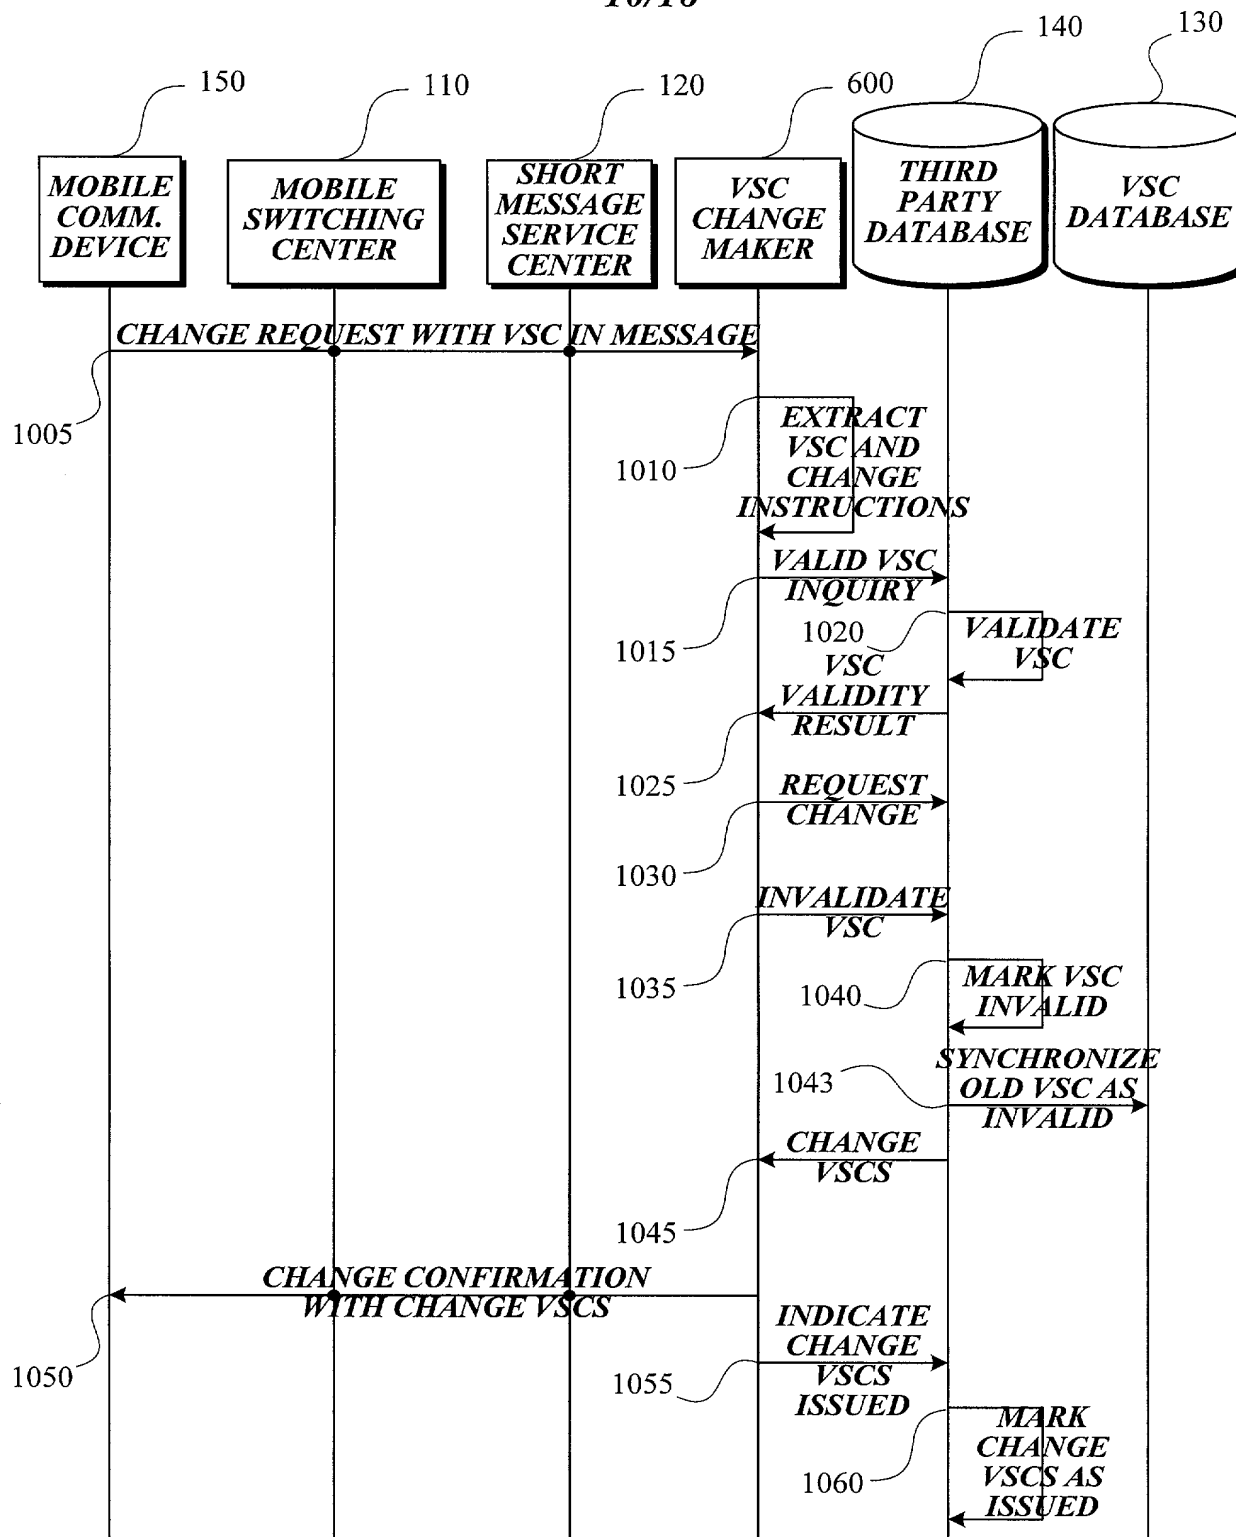 140
130
150
110
120
600
MOBILE
COMM.
DEVICE
MOBILE
SWITCHING
CENTER
SHORT
MESSAGE
SERVICE
CENTER
VSC
CHANGE
MAKER
THIRD
PARTY
DATABASE
VSC
DATABASE
CHANGE REQUEST WITH VSC IN MESSAGE
1005
EXTRACT
VSC AND
CHANGE
INSTRUCTIONS
1010
VALID VSC
INQUIRY
1015
1020
VALIDATE
VSC
VSC
VALIDITY
RESULT
1025
REQUEST
CHANGE
1030
INVALIDATE
VSC
1035
1040
MARK VSC
INVALID
SYNCHRONIZE
OLD VSC AS
INVALID
1043
CHANGE
VSCS
1045
CHANGE CONFIRMATION
WITH CHANGE VSCS
1050
INDICATE
CHANGE
VSCS
ISSUED
1055
MARK
CHANGE
VSCS AS
ISSUED
1060